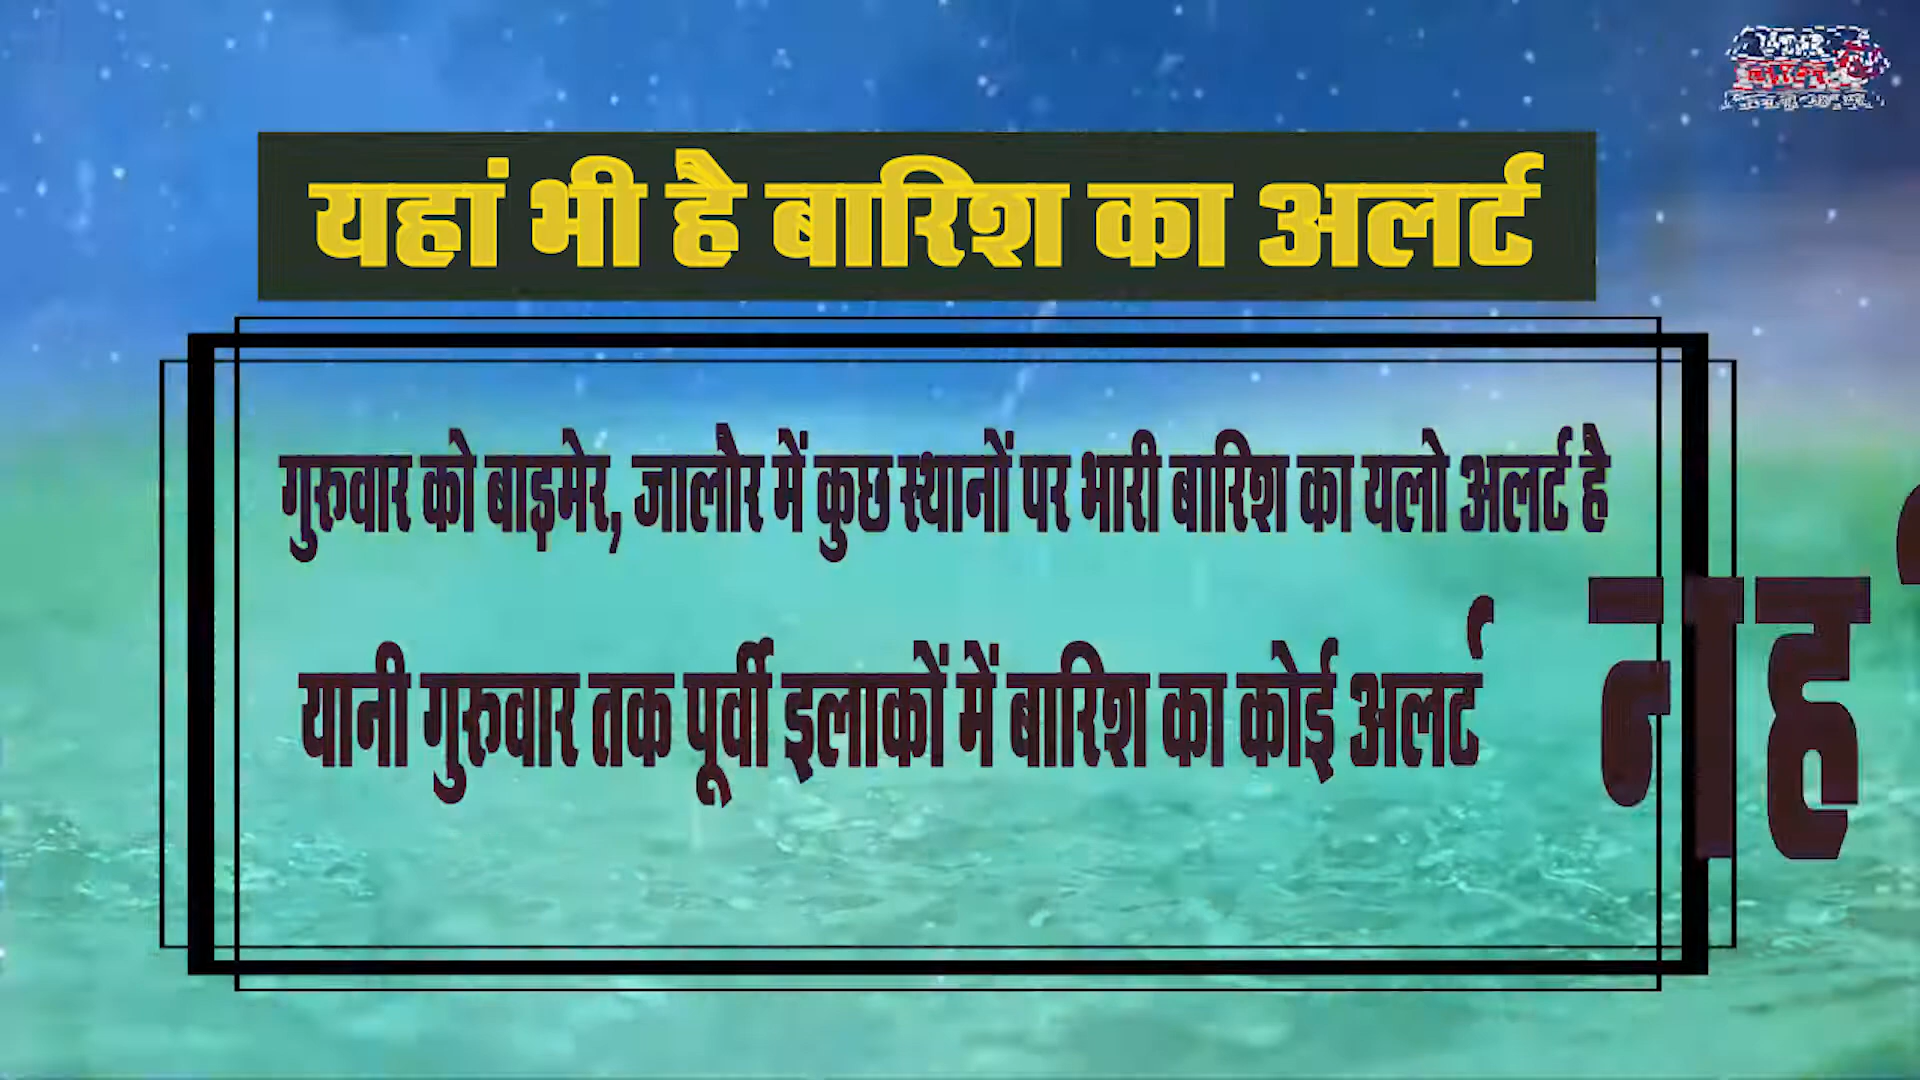 यहां भी है बारिश का अलर्ट
गुरुवार को बाड़मेर, जालौर में कुछ स्थानों पर भारी बारिश का यलो अलर्ट है
यानी गुरुवार तक पूर्वी इलाकों में बारिश का कोई अलर्ट